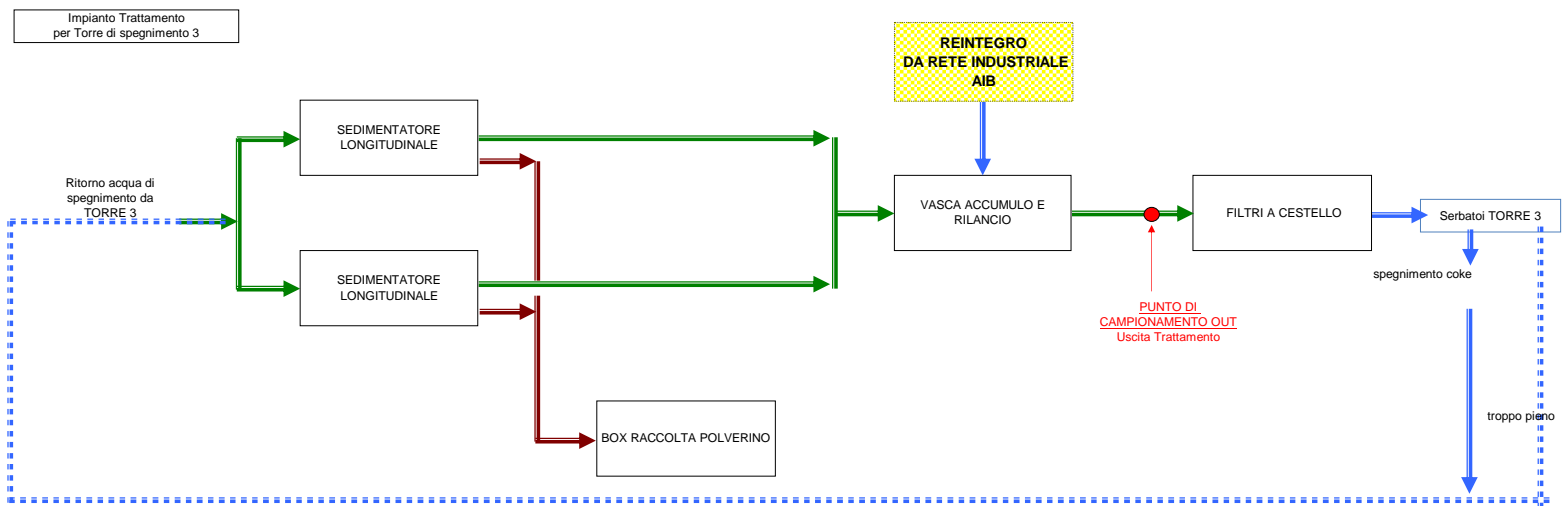 Impianto Trattamento
per Torre di spegnimento 3
REINTEGRO
DA RETE INDUSTRIALE
AIB
SEDIMENTATORE
LONGITUDINALE
Ritorno acqua di
spegnimento da
TORRE 3
VASCA ACCUMULO E
RILANCIO
FILTRI A CESTELLO
Serbatoi TORRE 3
SEDIMENTATORE
LONGITUDINALE
spegnimento coke
PUNTO DI
CAMPIONAMENTO OUT
Uscita Trattamento
troppo pieno
BOX RACCOLTA POLVERINO